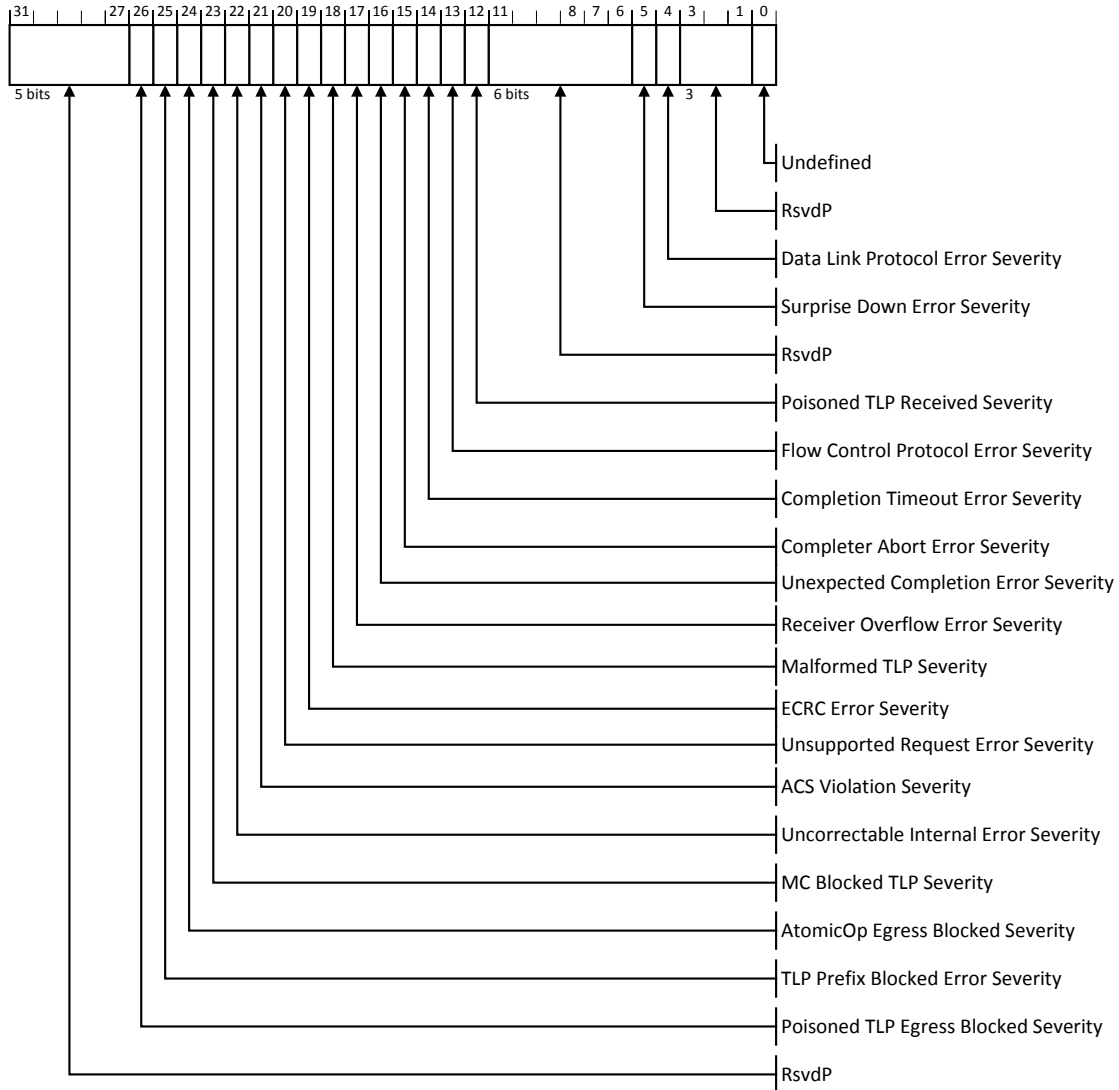 31 27 26 25 24 23 22 21 20 19 18 17 16 15 14 13 12 11 8 7 6 5 4 3 1 0
5 bits 6 bits 3
Undefined
RsvdP
Data Link Protocol Error Severity
Surprise Down Error Severity
RsvdP
Poisoned TLP Received Severity
Flow Control Protocol Error Severity
Completion Timeout Error Severity
Completer Abort Error Severity
Unexpected Completion Error Severity
Receiver Overflow Error Severity
Malformed TLP Severity
ECRC Error Severity
Unsupported Request Error Severity
ACS Violation Severity
Uncorrectable Internal Error Severity
MC Blocked TLP Severity
AtomicOp Egress Blocked Severity
TLP Prefix Blocked Error Severity
Poisoned TLP Egress Blocked Severity
RsvdP